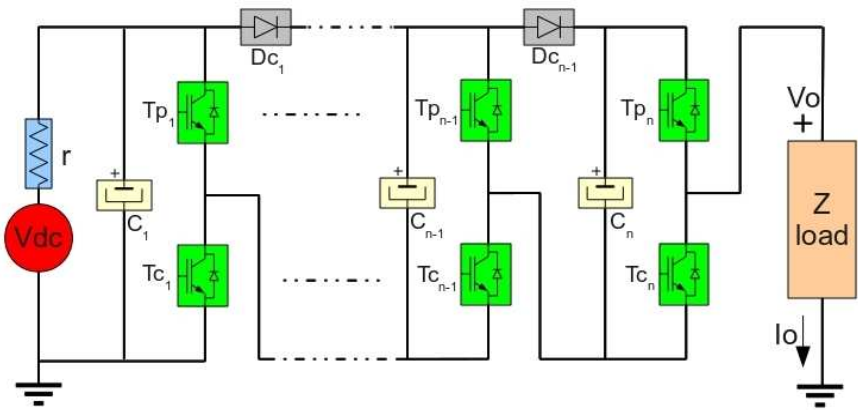 Dc₁
Dcₙ₋₁
Tp₁
Tpₙ₋₁
Tpₙ
Vo
+
r
+
C₁
+
Cₙ₋₁
+
Cₙ
Z
load
Vdc
Tc₁
Tcₙ₋₁
Tcₙ
Io